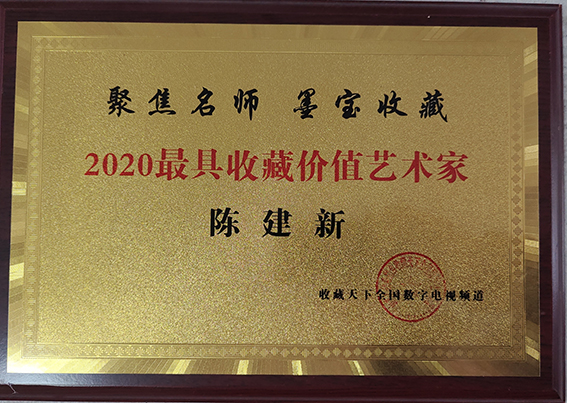 聚焦名师 墨宝收藏
2020最具收藏价值艺术家
陈建新
收藏天下全国数字电视频道